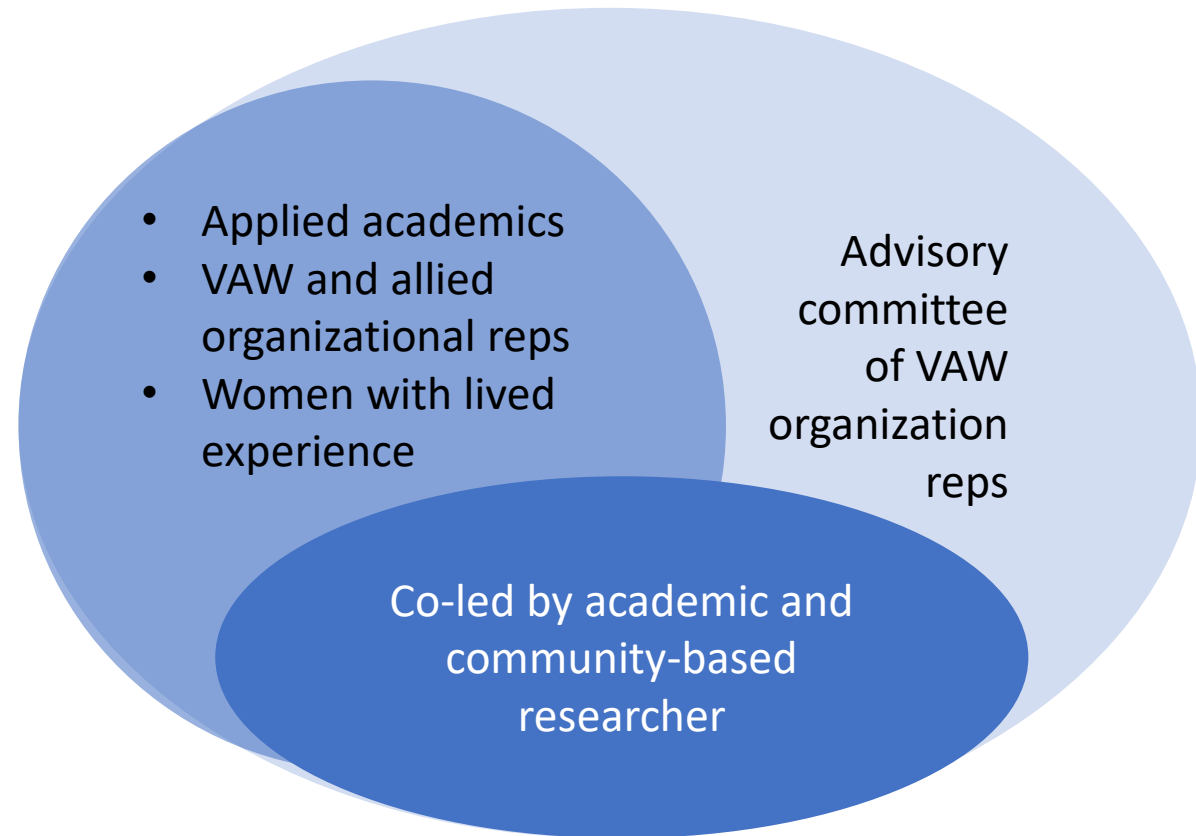 • Applied academics
• VAW and allied
organizational reps
• Women with lived
experience
Advisory
committee
of VAW
organization
reps
Co-led by academic and
community-based
researcher